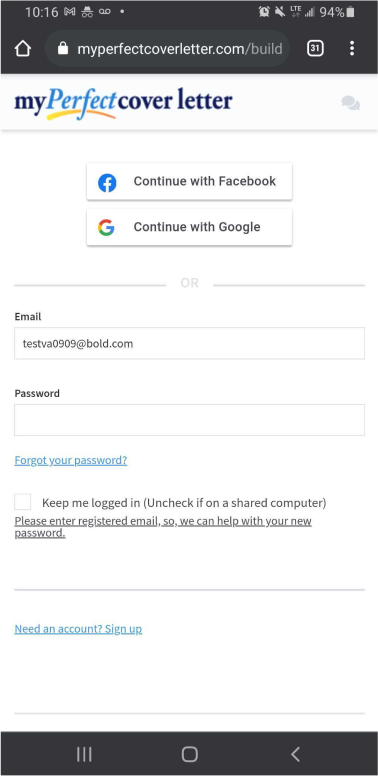 10:16
LTE
94%
myperfectcoverletter.com/build
31
myPerfectcover letter
Continue with Facebook
Continue with Google
OR
Email
testva0909@bold.com
Password
Forgot your password?
Keep me logged in (Uncheck if on a shared computer)
Please enter registered email, so, we can help with your new
password.
Need an account? Sign up